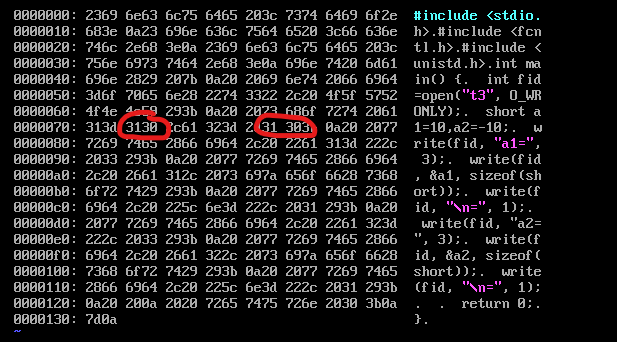 0000000: 2369 6e63 6c75 6465 203c 7374 6469 6f2e #include <stdio.
0000010: 683e 0a23 696e 636c 7564 6520 3c66 636e h>.#include <fcn
0000020: 746c 2e68 3e0a 2369 6e63 6c75 6465 203c tl.h>.#include <
0000030: 756e 6973 7464 2e68 3e0a 696e 7420 6d61 unistd.h>.int ma
0000040: 696e 2829 207b 0a20 2069 6e74 2066 6964 in() {.  int fid
0000050: 3d6f 7065 6e28 2274 3322 2c20 4f5f 5752 =open("t3", O_WR
0000060: 4f4e 4c59 293b 0a20 2073 686f 7274 2061 ONLY);.  short a
0000070: 313d 3130 2c61 323d 2d31 303b 0a20 2077 1=10,a2=-10;.  w
0000080: 7269 7465 2866 6964 2c20 2261 313d 222c rite(fid, "a1=",
0000090: 2033 293b 0a20 2077 7269 7465 2866 6964  3);.  write(fid
00000a0: 2c20 2661 312c 2073 697a 656f 6628 7368 , &a1, sizeof(sh
00000b0: 6f72 7429 293b 0a20 2077 7269 7465 2866 ort));.  write(f
00000c0: 6964 2c20 225c 6e3d 222c 2031 293b 0a20 id, "\n=", 1);.
00000d0: 2077 7269 7465 2866 6964 2c20 2261 323d  write(fid, "a2=
00000e0: 222c 2033 293b 0a20 2077 7269 7465 2866 ", 3);.  write(f
00000f0: 6964 2c20 2661 322c 2073 697a 656f 6628 id, &a2, sizeof(
0000100: 7368 6f72 7429 293b 0a20 2077 7269 7465 short));.  write
0000110: 2866 6964 2c20 225c 6e3d 222c 2031 293b (fid, "\n=", 1);
0000120: 0a20 200a 2020 7265 7475 726e 2030 3b0a .  .  return 0;.
0000130: 7d0a }.
~